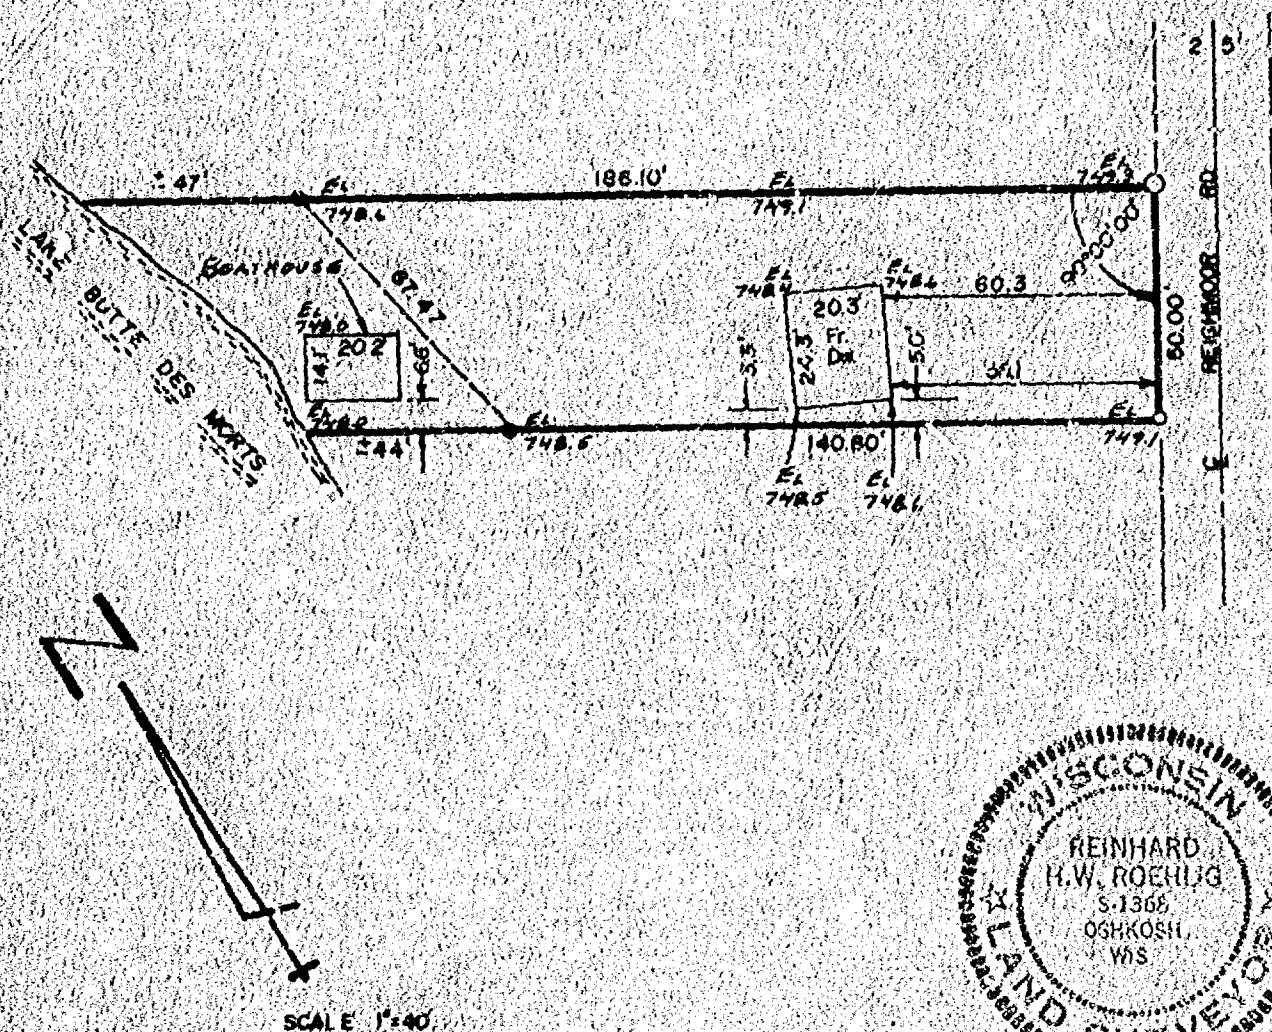 2 5'
± 47'
EL
748.6
186.10'
EL
749.1
EL
749.3
90°00'00"
REIGHMOOR RD
50.00'
LAKE
BUTTE DES MORTS
BOATHOUSE
67.47
EL
748.0
20.2'
14.1'
6.8'
EL
748.0
± 44'
EL
748.5
EL
748.4
EL
748.6
20.3'
Fr.
Dwl.
24.3'
3.5'
5.0'
60.3
EL
749.1
140.80'
EL
748.5
EL
748.6
N
SCALE 1"=40'
WISCONSIN
REINHARD
H.W. ROEHLIG
S-1368
OSHKOSH,
WIS
LAND